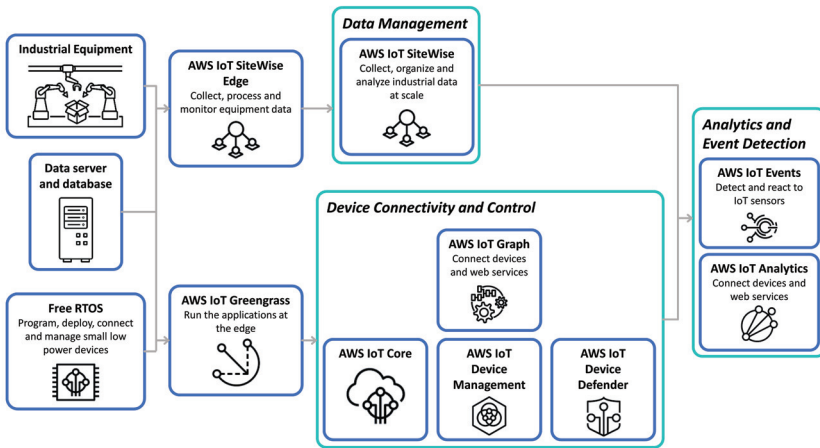 Industrial Equipment
Data server
and database
Free RTOS
Program, deploy, connect
and manage small low
power devices
AWS IoT SiteWise
Edge
Collect, process and
monitor equipment data
AWS IoT Greengrass
Run the applications at
the edge
Data Management
AWS IoT SiteWise
Collect, organize and
analyze industrial data
at scale
Device Connectivity and Control
AWS IoT Graph
Connect devices
and web services
AWS IoT Core
AWS IoT
Device
Management
AWS IoT
Device
Defender
Analytics and
Event Detection
AWS IoT Events
Detect and react to
IoT sensors
AWS IoT Analytics
Connect devices and
web services